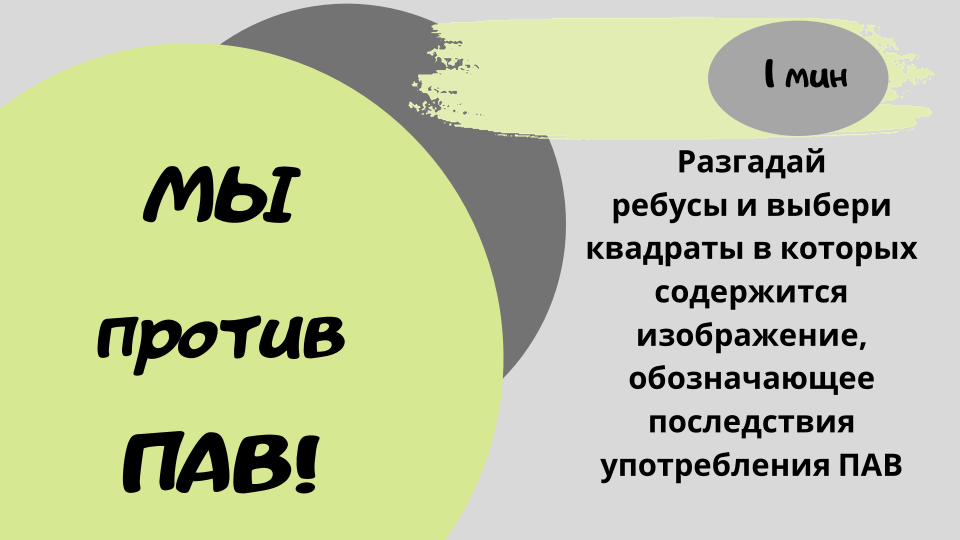 МЫ
против
ПАВ!
1 мин
Разгадай
ребусы и выбери
квадраты в которых
содержится
изображение,
обозначающее
последствия
употребления ПАВ